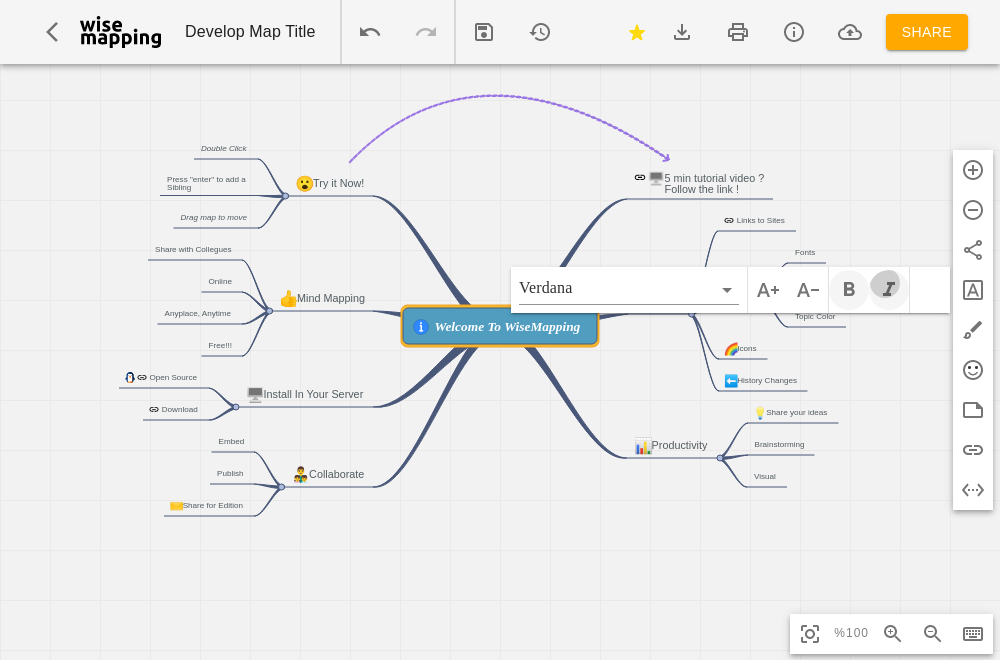 wise
mapping
Develop Map Title
SHARE
Double Click
Press "enter" to add a
Sibling
Drag map to move
Try it Now!
5 min tutorial video ?
Follow the link !
Links to Sites
Fonts
Topic Color
Share with Collegues
Online
Anyplace, Anytime
Free!!!
Mind Mapping
Verdana
A+
A-
B
I
Welcome To WiseMapping
Icons
History Changes
Open Source
Download
Install In Your Server
Share your ideas
Brainstorming
Visual
Productivity
Embed
Publish
Share for Edition
Collaborate
A
%100